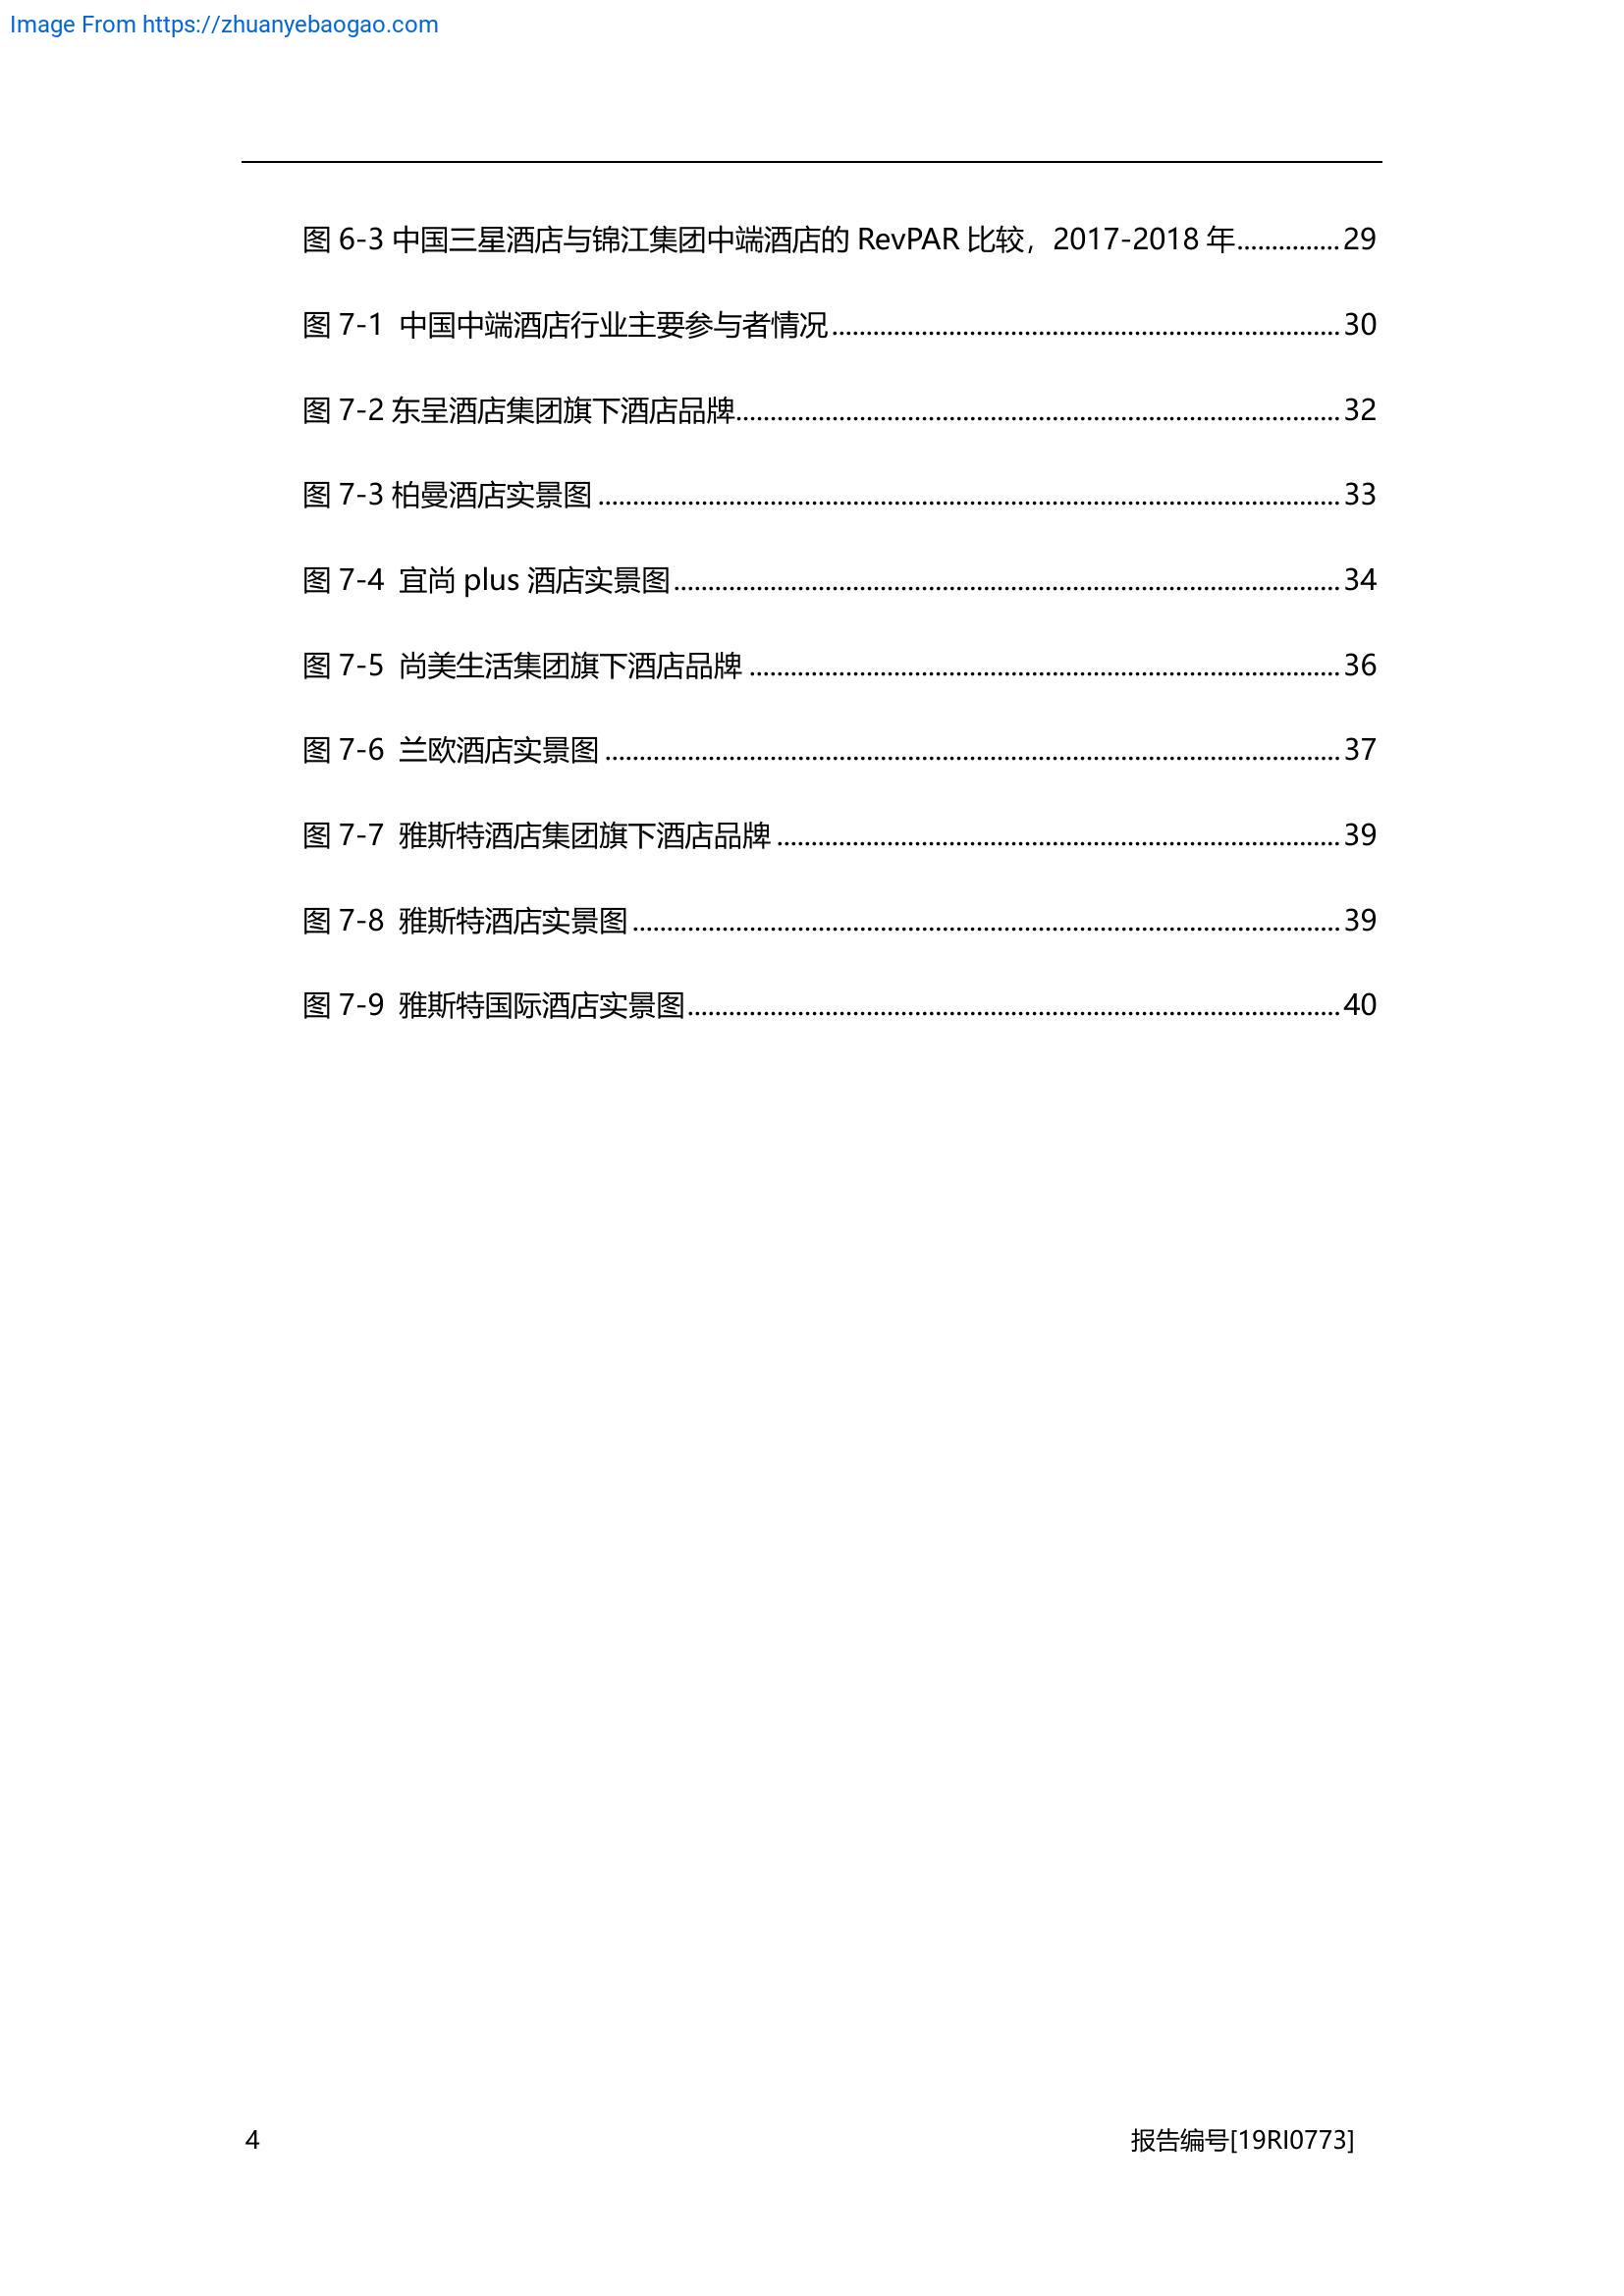 Image From https://zhuanyebaogao.com
图 6-3 中国三星酒店与锦江集团中端酒店的 RevPAR 比较，2017-2018 年...............29
图 7-1 中国中端酒店行业主要参与者情况..........................................................................30
图 7-2 东呈酒店集团旗下酒店品牌........................................................................................32
图 7-3 柏曼酒店实景图............................................................................................................33
图 7-4 宜尚 plus 酒店实景图.................................................................................................34
图 7-5 尚美生活集团旗下酒店品牌......................................................................................36
图 7-6 兰欧酒店实景图...........................................................................................................37
图 7-7 雅斯特酒店集团旗下酒店品牌..................................................................................39
图 7-8 雅斯特酒店实景图.......................................................................................................39
图 7-9 雅斯特国际酒店实景图...............................................................................................40
4 报告编号[19RI0773]